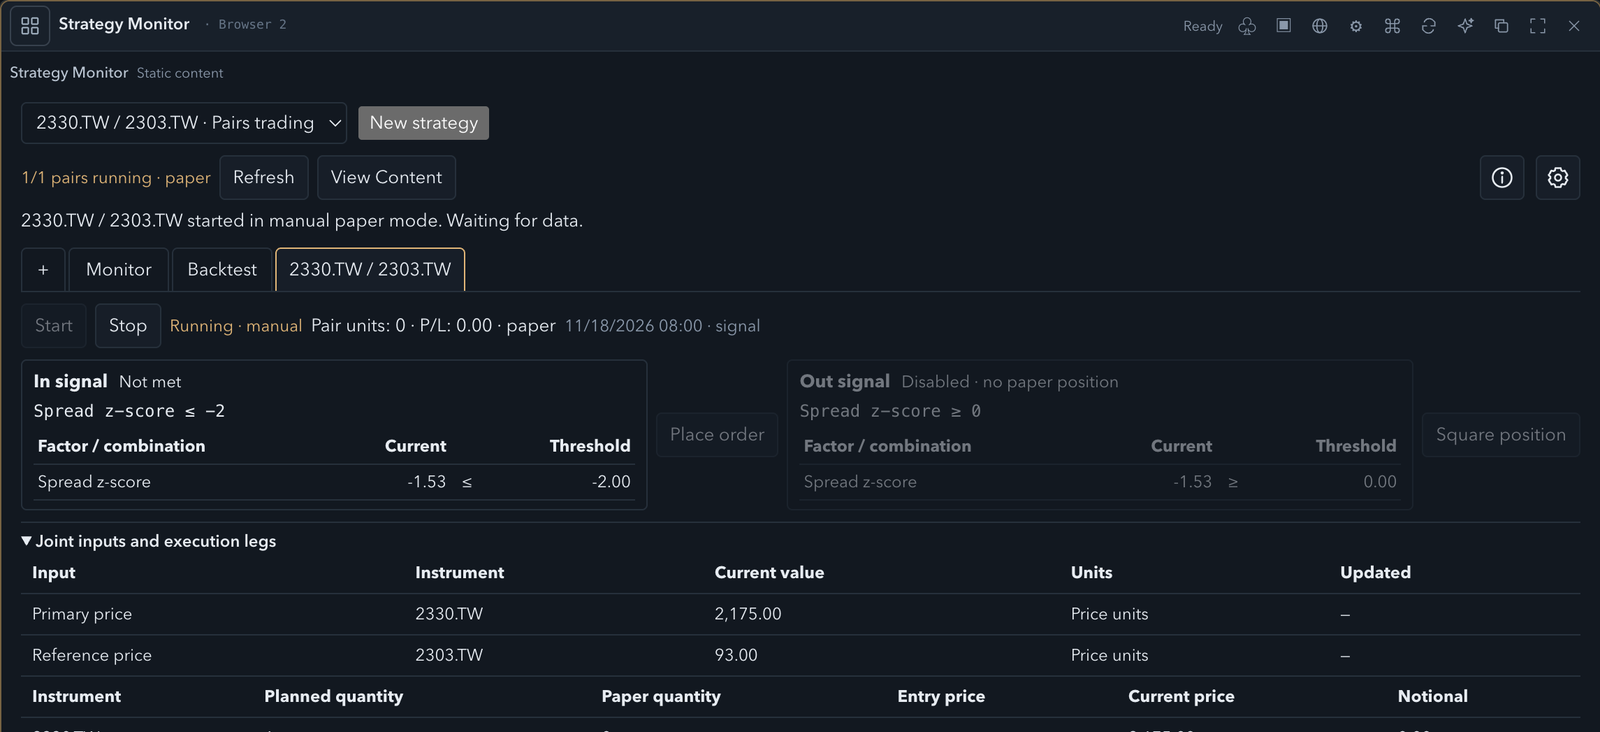 Strategy Monitor · Browser 2
Ready
Strategy Monitor Static content
2330.TW / 2303.TW · Pairs trading
New strategy
1/1 pairs running · paper
Refresh
View Content
2330.TW / 2303.TW started in manual paper mode. Waiting for data.
+ Monitor Backtest 2330.TW / 2303.TW
Start Stop Running · manual Pair units: 0 · P/L: 0.00 · paper 11/18/2026 08:00 · signal
In signal Not met
Spread z-score ≤ -2
Factor / combination Current Threshold
Spread z-score -1.53 ≤ -2.00
Place order
Out signal Disabled · no paper position
Spread z-score ≥ 0
Factor / combination Current Threshold
Spread z-score -1.53 ≥ 0.00
Square position
▼ Joint inputs and execution legs
Input Instrument Current value Units Updated
Primary price 2330.TW 2,175.00 Price units –
Reference price 2303.TW 93.00 Price units –
Instrument Planned quantity Paper quantity Entry price Current price Notional